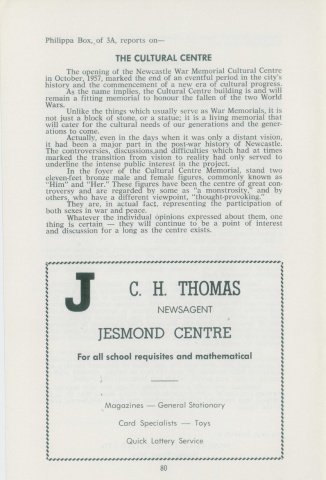 Philippa Box, of 3A, reports on—
THE CULTURAL CENTRE
The opening of the Newcastle War Memorial Cultural Centre
in October, 1957, marked the end of an eventful period in the city's
history and the commencement of a new era of cultural progress.
As the name implies, the Cultural Centre building is and will
remain a fitting memorial to honour the fallen of the two World
Wars.
Unlike the things which usually serve as War Memorials, it is
not just a block of stone, or a statue; it is a living memorial that
will cater for the cultural needs of our generations and the gener-
ations to come.
Actually, even in the days when it was only a distant vision,
it had been a major part in the post-war history of Newcastle.
The controversies, discussions, and difficulties which had at times
marked the transition from vision to reality had only served to
underline the intense public interest in the project.
In the foyer of the Cultural Centre Memorial, stand two
eleven-feet bronze male and female figures, commonly known as
"Him" and "Her." These figures have been the centre of great con-
troversy and are regarded by some as "a monstrosity," and by
others, who have a different viewpoint, "thought-provoking."
They are, in actual fact, representing the participation of
both sexes in war and peace.
Whatever the individual opinions expressed about them, one
thing is certain — they will continue to be a point of interest
and discussion for a long as the centre exists.
J C. H. THOMAS
NEWSAGENT
JESMOND CENTRE
For all school requisites and mathematical
Magazines — General Stationery
Card Specialists — Toys
Quick Lottery Service
80